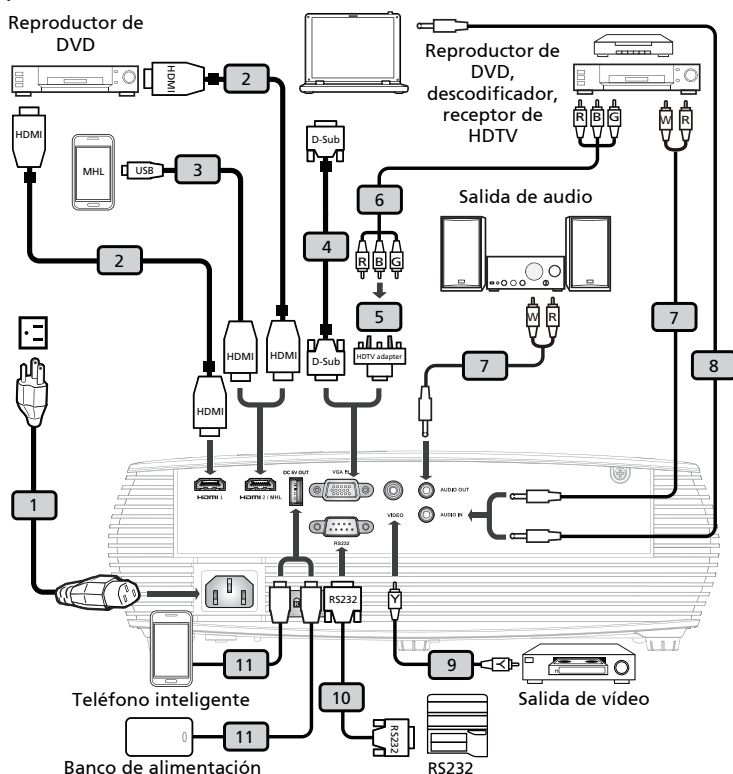 Reproductor de
DVD
HDMI
2
HDMI
MHL
USB
3
2
D-Sub
4
D-Sub
Reproductor de
DVD,
descodificador,
receptor de
HDTV
R B G
W R
6
R B G
5
HDTV adapter
Salida de audio
W R
7
7
8
HDMI
HDMI
HDMI
1
HDMI 1
HDMI 2 / MHL
DC 5V OUT
VGA IN
VIDEO
AUDIO OUT
AUDIO IN
RS232
RS232
Y
11
10
9
Y
Teléfono inteligente
Salida de vídeo
11
RS232
Banco de alimentación
RS232